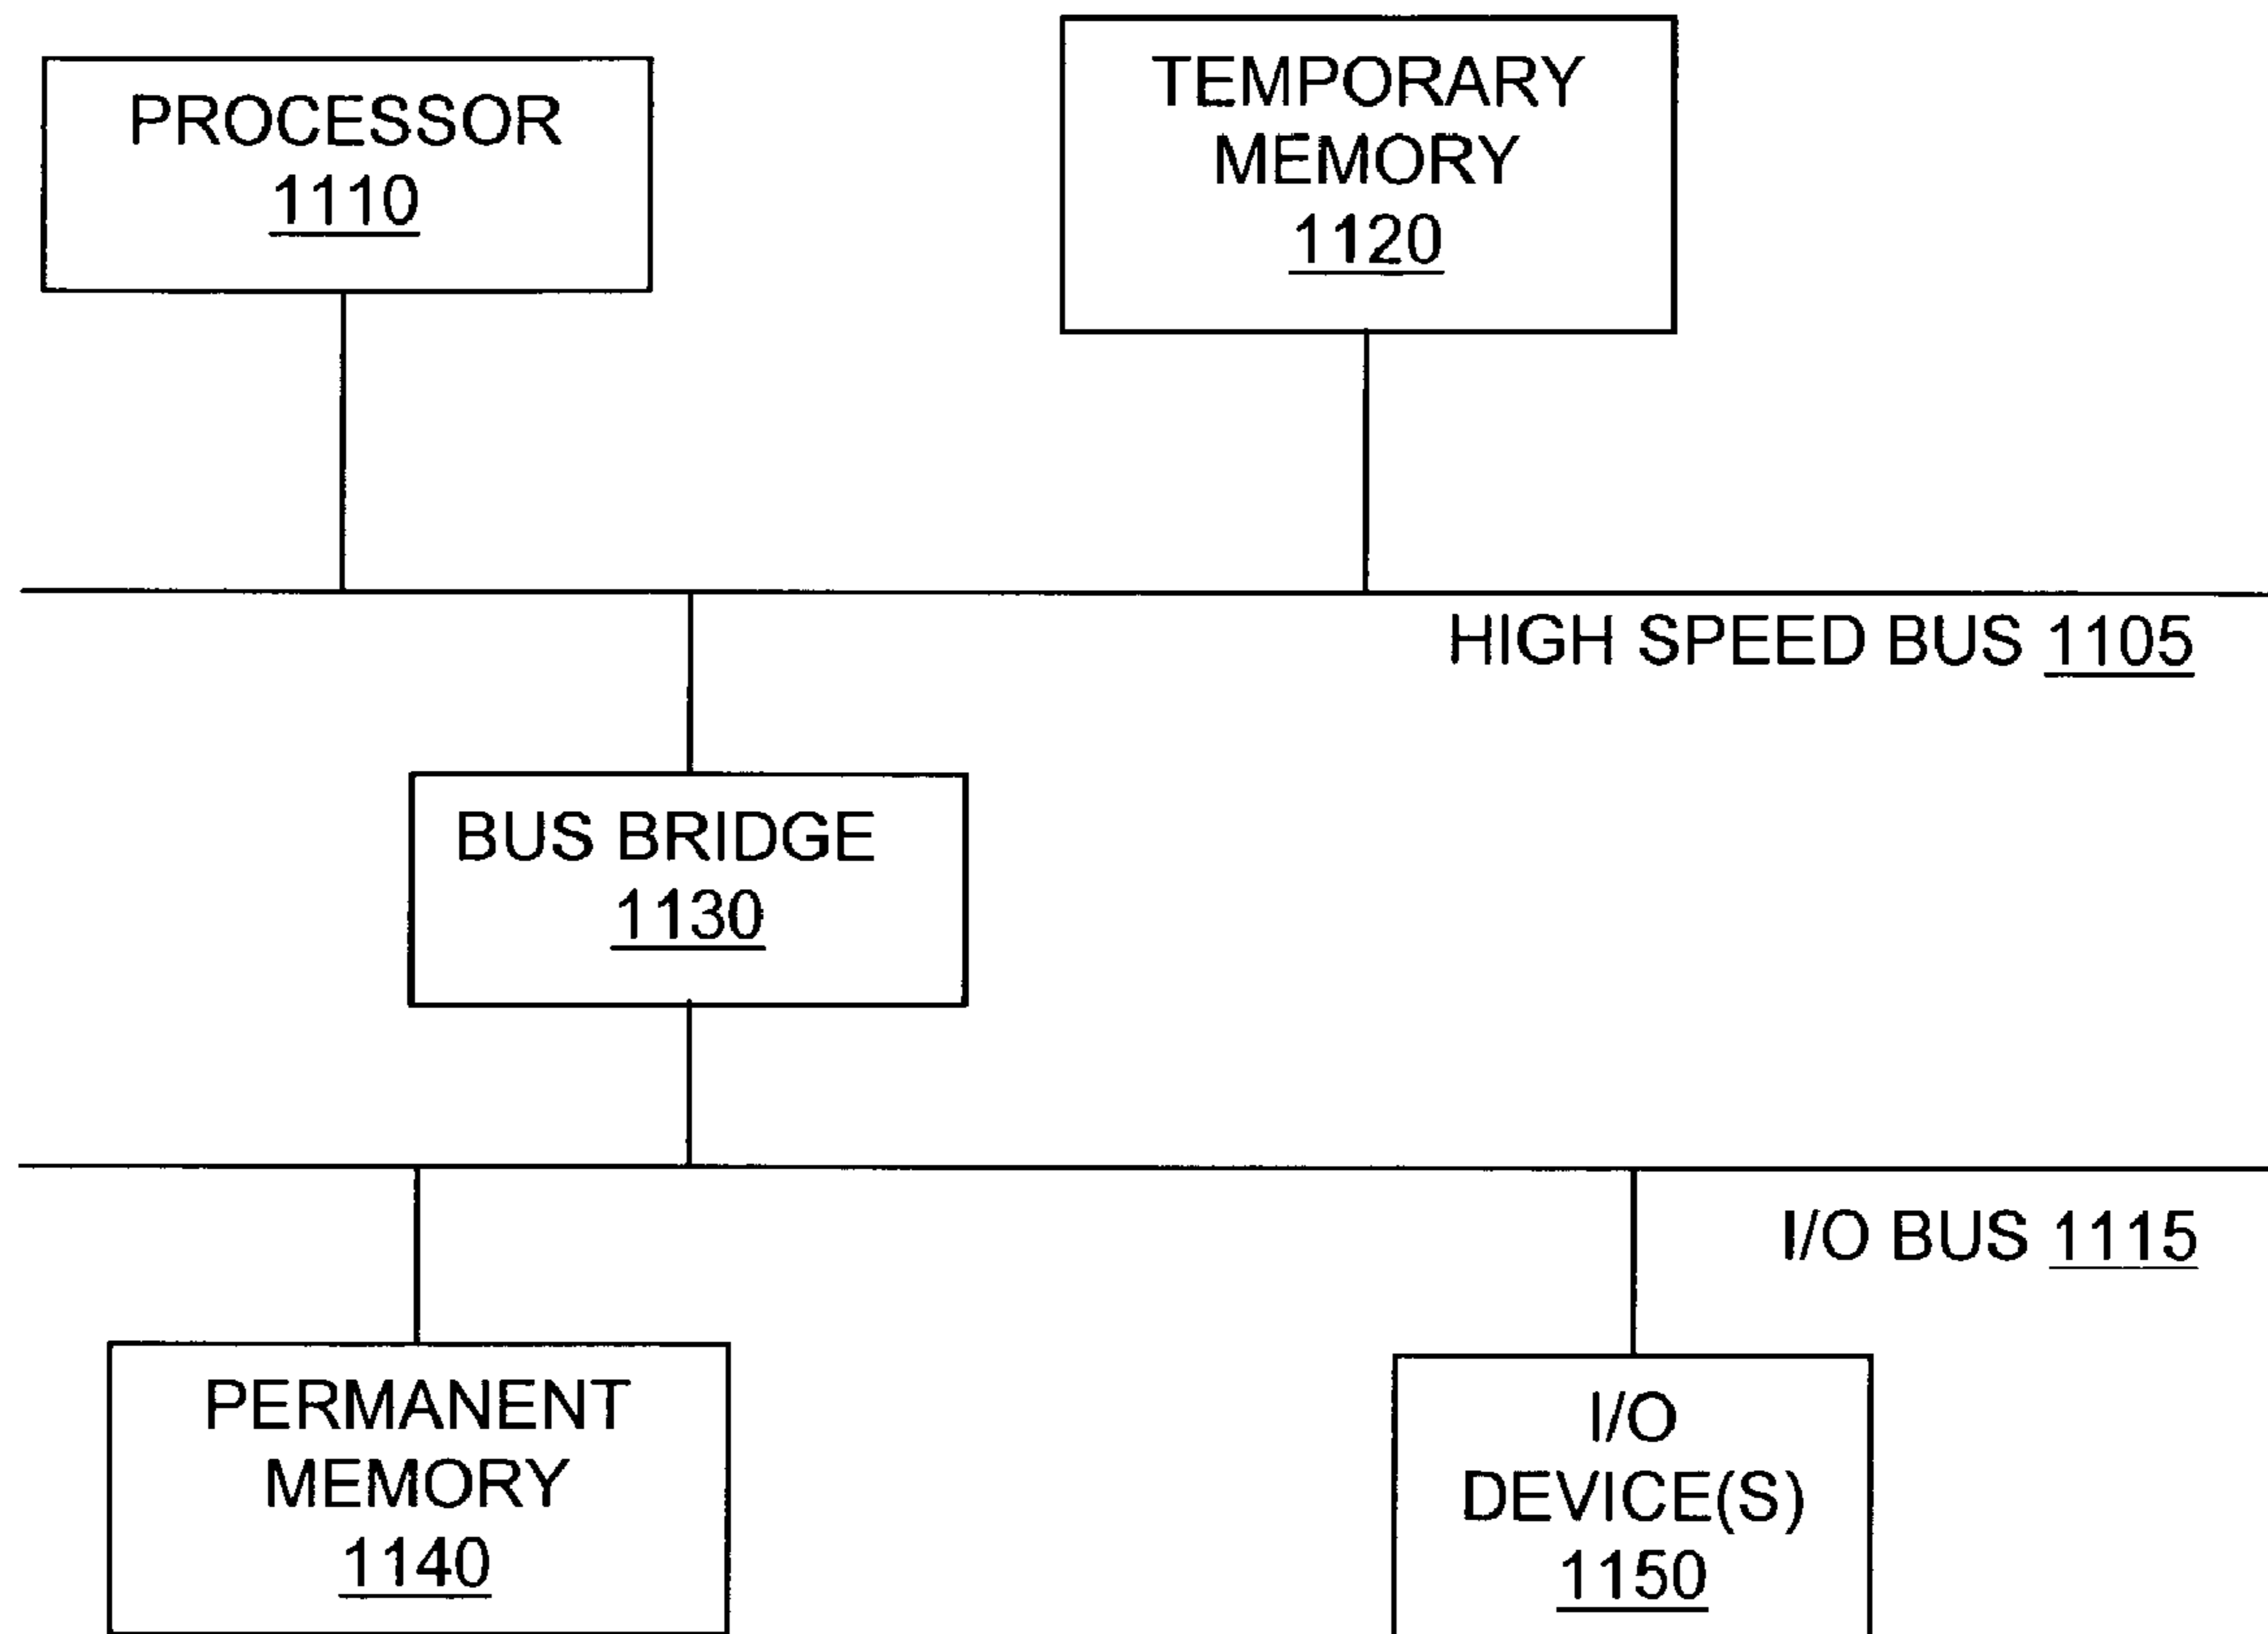 PROCESSOR
1110
TEMPORARY
MEMORY
1120
HIGH SPEED BUS 1105
BUS BRIDGE
1130
I/O BUS 1115
PERMANENT
MEMORY
1140
I/O
DEVICE(S)
1150